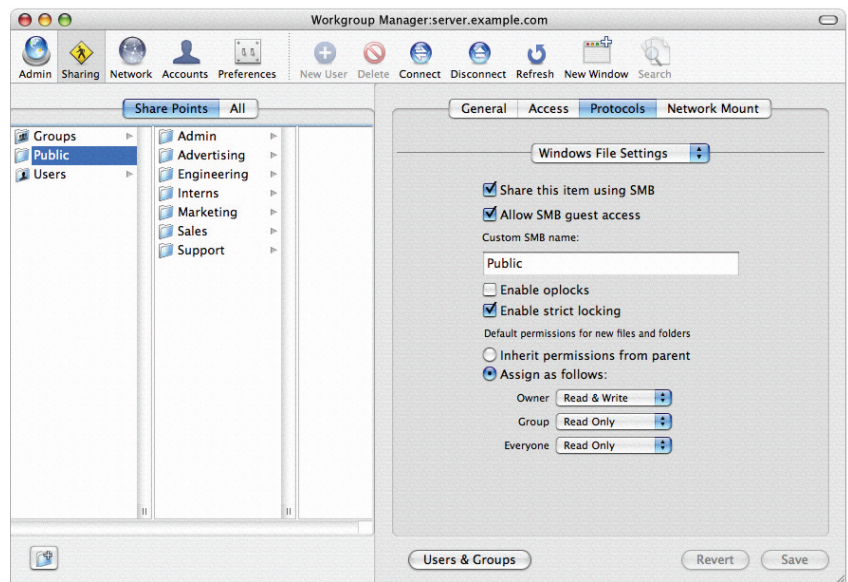 Workgroup Manager:server.example.com
Admin Sharing Network Accounts Preferences New User Delete Connect Disconnect Refresh New Window Search
Share Points All
Groups
Public
Users
Admin
Advertising
Engineering
Interns
Marketing
Sales
Support
General Access Protocols Network Mount
Windows File Settings
Share this item using SMB
Allow SMB guest access
Custom SMB name:
Public
Enable oplocks
Enable strict locking
Default permissions for new files and folders
Inherit permissions from parent
Assign as follows:
Owner Read & Write
Group Read Only
Everyone Read Only
Users & Groups Revert Save